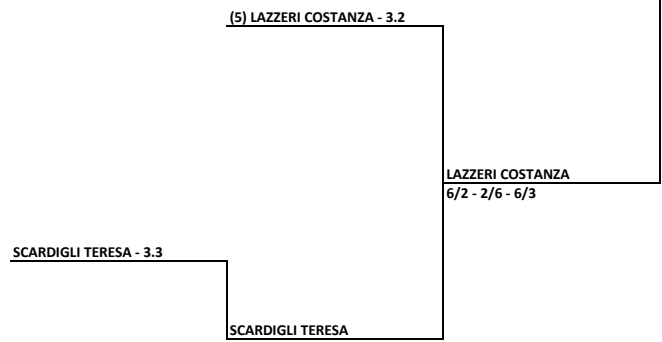 (5) LAZZERI COSTANZA - 3.2
LAZZERI COSTANZA
6/2 - 2/6 - 6/3
SCARDIGLI TERESA - 3.3
SCARDIGLI TERESA